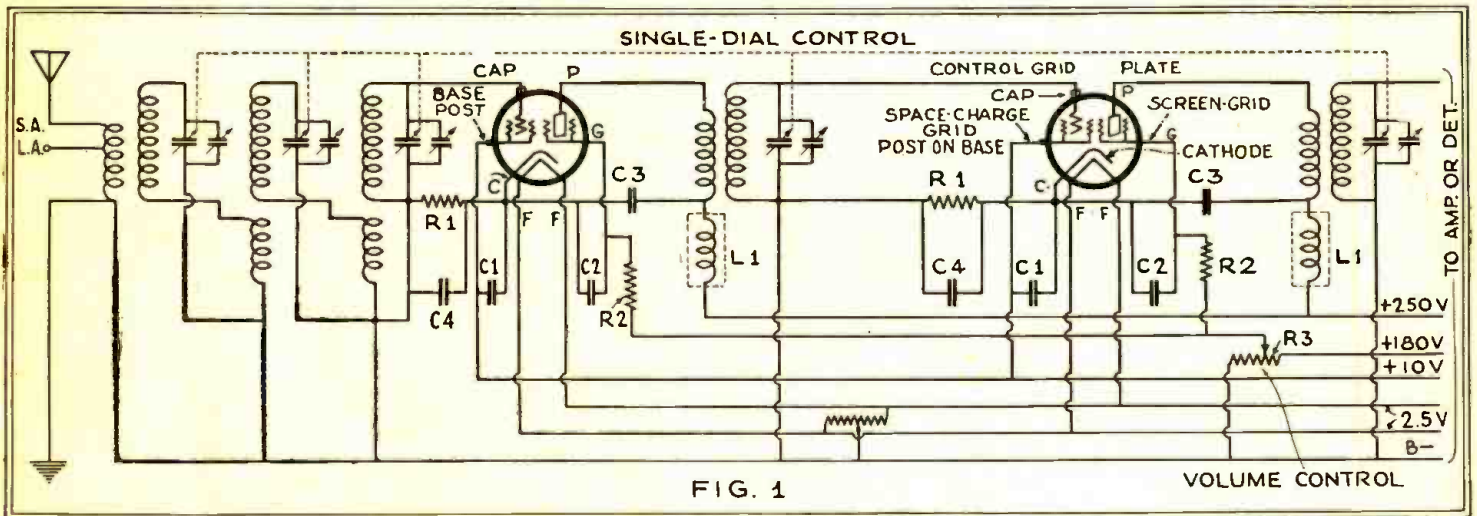 SINGLE-DIAL CONTROL
S.A.
L.A.
BASE POST
CAP
P
G
C
F
F
R1
C4
C1
C2
R2
C3
L1
CONTROL GRID
CAP
PLATE
P
SCREEN-GRID
SPACE-CHARGE GRID POST ON BASE
G
CATHODE
C
F
F
R1
C4
C1
C2
R2
C3
L1
+250V
R3
+180V
+10V
2.5V
B-
TO AMP. OR DET.
VOLUME CONTROL
FIG. 1